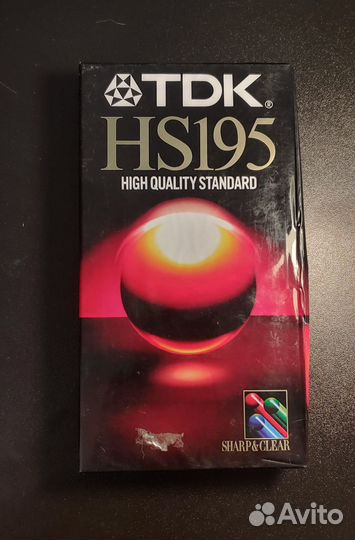 TDK®
HS195
HIGH QUALITY STANDARD
SHARP&CLEAR
Avito